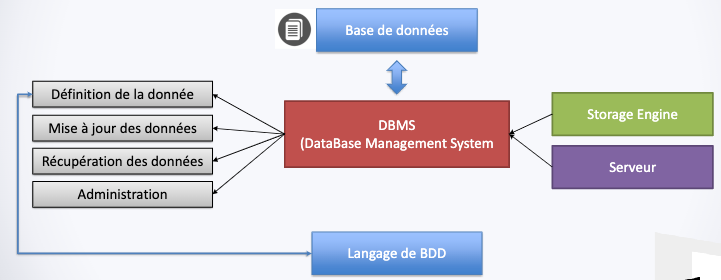 Base de données
Définition de la donnée
Mise à jour des données
Récupération des données
Administration
DBMS
(DataBase Management System
Storage Engine
Serveur
Langage de BDD